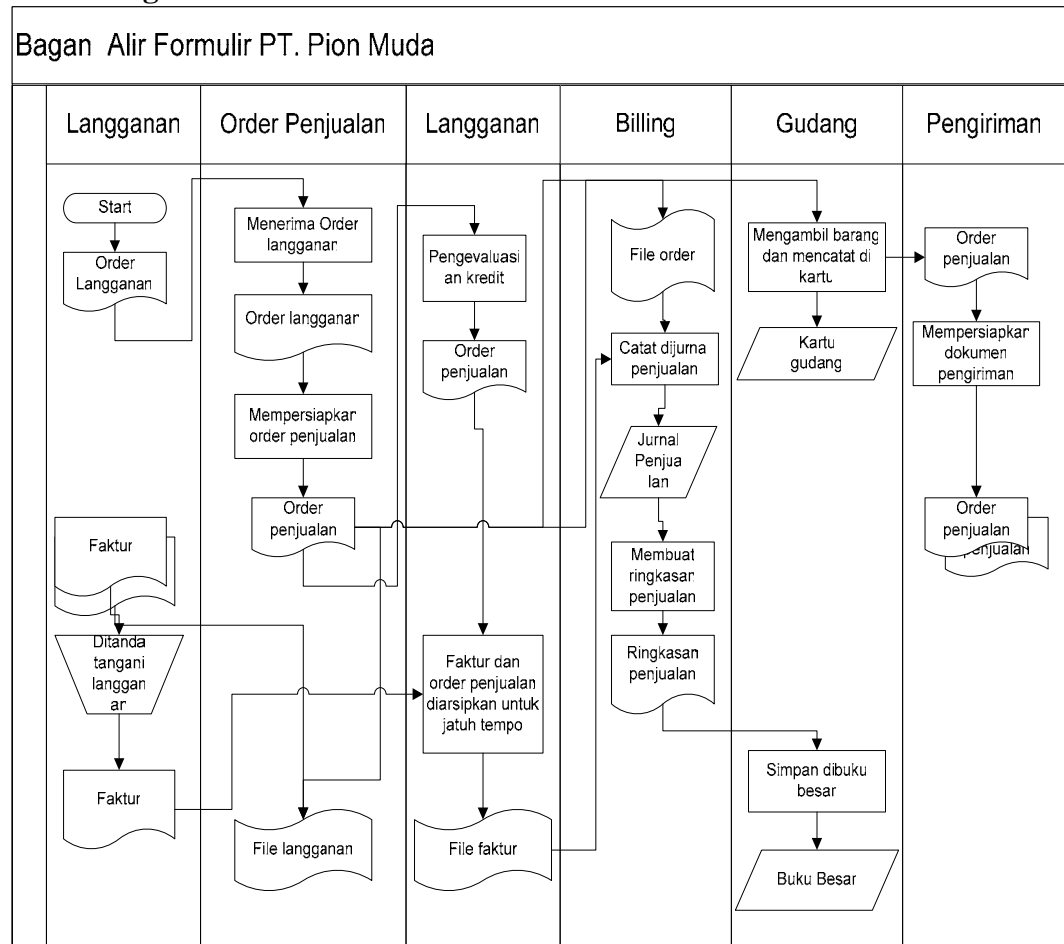 Bagan Alir Formulir PT. Pion Muda
Langganan
Order Penjualan
Langganan
Billing
Gudang
Pengiriman
Start
Order
Langganan
Faktur
Ditanda
tangani
langgan
an
Faktur
Menerima Order
langganan
Order langganan
Mempersiapkan
order penjualan
Order
penjualan
File langganan
Pengevaluasi
an kredit
Order
penjualan
Faktur dan
order penjualan
diarsipkan untuk
jatuh tempo
File faktur
File order
Catat dijurna
penjualan
Jurnal
Penjua
lan
Membuat
ringkasan
penjualan
Ringkasan
penjualan
Mengambil barang
dan mencatat di
kartu
Kartu
gudang
Simpan dibuku
besar
Buku Besar
Order
penjualan
Mempersiapkan
dokumen
pengiriman
Order
penjualan
penjualan